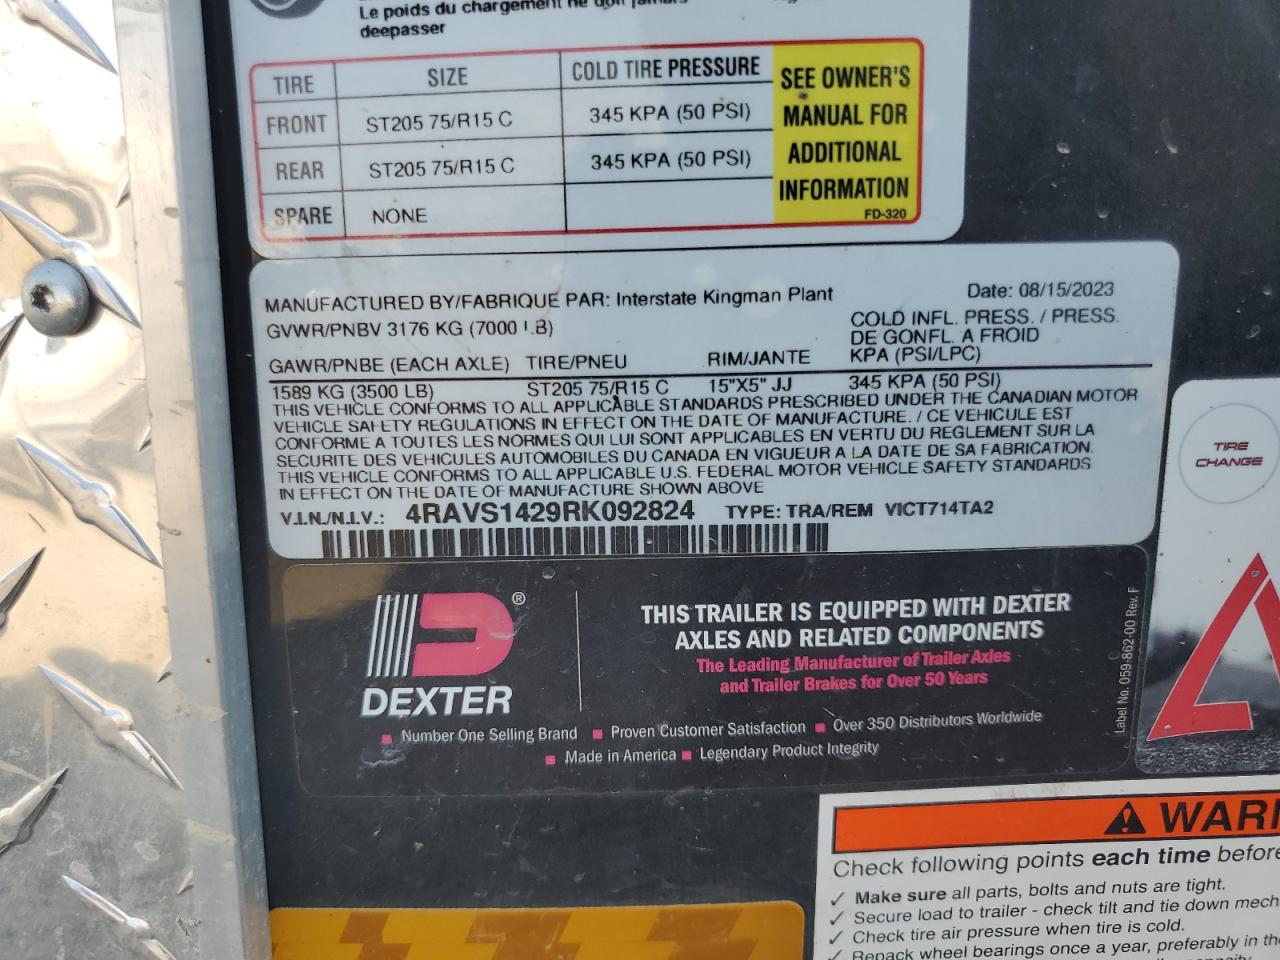 Le poids du chargement ne doit jamais
deepasser
TIRE SIZE COLD TIRE PRESSURE
FRONT ST205 75/R15 C 345 KPA (50 PSI)
REAR ST205 75/R15 C 345 KPA (50 PSI)
SPARE NONE
SEE OWNER'S
MANUAL FOR
ADDITIONAL
INFORMATION
FD-320
MANUFACTURED BY/FABRIQUE PAR: Interstate Kingman Plant Date: 08/15/2023
GVWR/PNBV 3176 KG (7000 LB)
COLD INFL. PRESS. / PRESS.
DE GONFL. A FROID
GAWR/PNBE (EACH AXLE) TIRE/PNEU RIM/JANTE KPA (PSI/LPC)
1589 KG (3500 LB) ST205 75/R15 C 15"X5" JJ 345 KPA (50 PSI)
THIS VEHICLE CONFORMS TO ALL APPLICABLE STANDARDS PRESCRIBED UNDER THE CANADIAN MOTOR
VEHICLE SAFETY REGULATIONS IN EFFECT ON THE DATE OF MANUFACTURE. / CE VEHICULE EST
CONFORME A TOUTES LES NORMES QUI LUI SONT APPLICABLES EN VERTU DU REGLEMENT SUR LA
SECURITE DES VEHICULES AUTOMOBILES DU CANADA EN VIGUEUR A LA DATE DE SA FABRICATION.
THIS VEHICLE CONFORMS TO ALL APPLICABLE U.S. FEDERAL MOTOR VEHICLE SAFETY STANDARDS
IN EFFECT ON THE DATE OF MANUFACTURE SHOWN ABOVE
V.I.N./N.I.V.: 4RAVS1429RK092824 TYPE: TRA/REM VICT714TA2
TIRE
CHANGE
DEXTER®
THIS TRAILER IS EQUIPPED WITH DEXTER
AXLES AND RELATED COMPONENTS
The Leading Manufacturer of Trailer Axles
and Trailer Brakes for Over 50 Years
Number One Selling Brand Proven Customer Satisfaction Over 350 Distributors Worldwide
Made in America Legendary Product Integrity
Label No. 059-862-00 Rev. F
WARN
Check following points each time before
✓ Make sure all parts, bolts and nuts are tight.
✓ Secure load to trailer - check tilt and tie down mech
✓ Check tire air pressure when tire is cold.
✓ Repack wheel bearings once a year, preferably in the